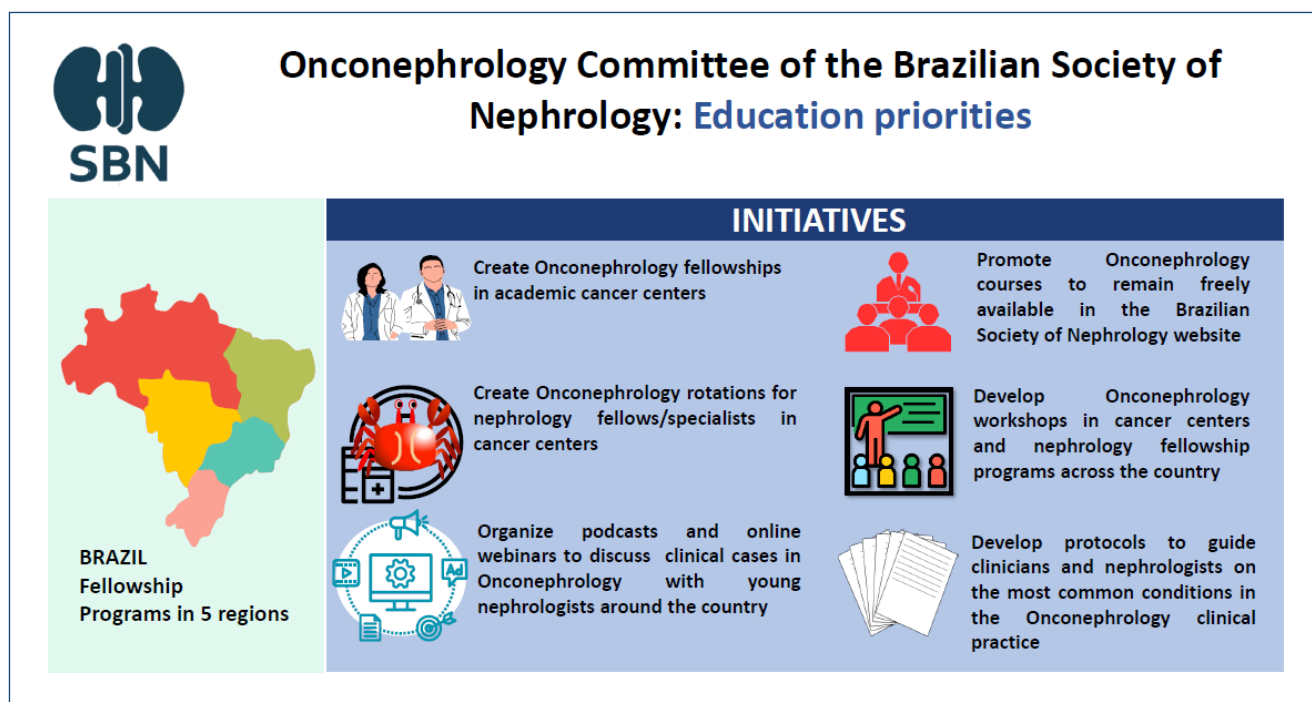 Onconephrology Committee of the Brazilian Society of
Nephrology: Education priorities
SBN
INITIATIVES
Create Onconephrology fellowships
in academic cancer centers
Promote Onconephrology
courses to remain freely
available in the Brazilian
Society of Nephrology website
Create Onconephrology rotations for
nephrology fellows/specialists in
cancer centers
Develop Onconephrology
workshops in cancer centers
and nephrology fellowship
programs across the country
Organize podcasts and online
webinars to discuss clinical cases in
Onconephrology with young
nephrologists around the country
Ad
Develop protocols to guide
clinicians and nephrologists on
the most common conditions in
the Onconephrology clinical
practice
BRAZIL
Fellowship
Programs in 5 regions